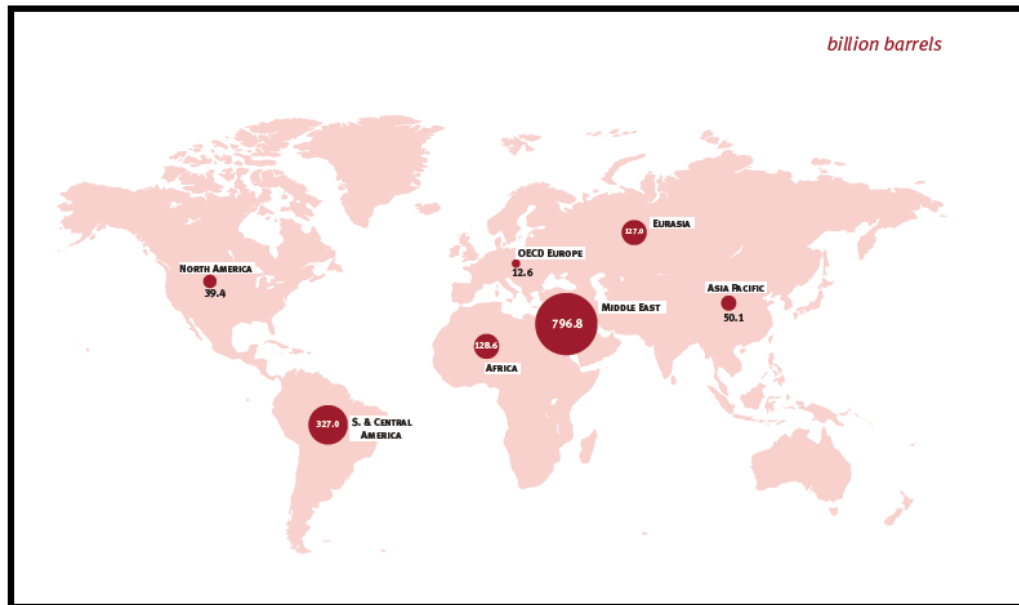 billion barrels
127.0
EURASIA
OECD EUROPE
12.6
NORTH AMERICA
39.4
ASIA PACIFIC
50.1
796.8
MIDDLE EAST
128.6
AFRICA
327.0
S. & CENTRAL
AMERICA